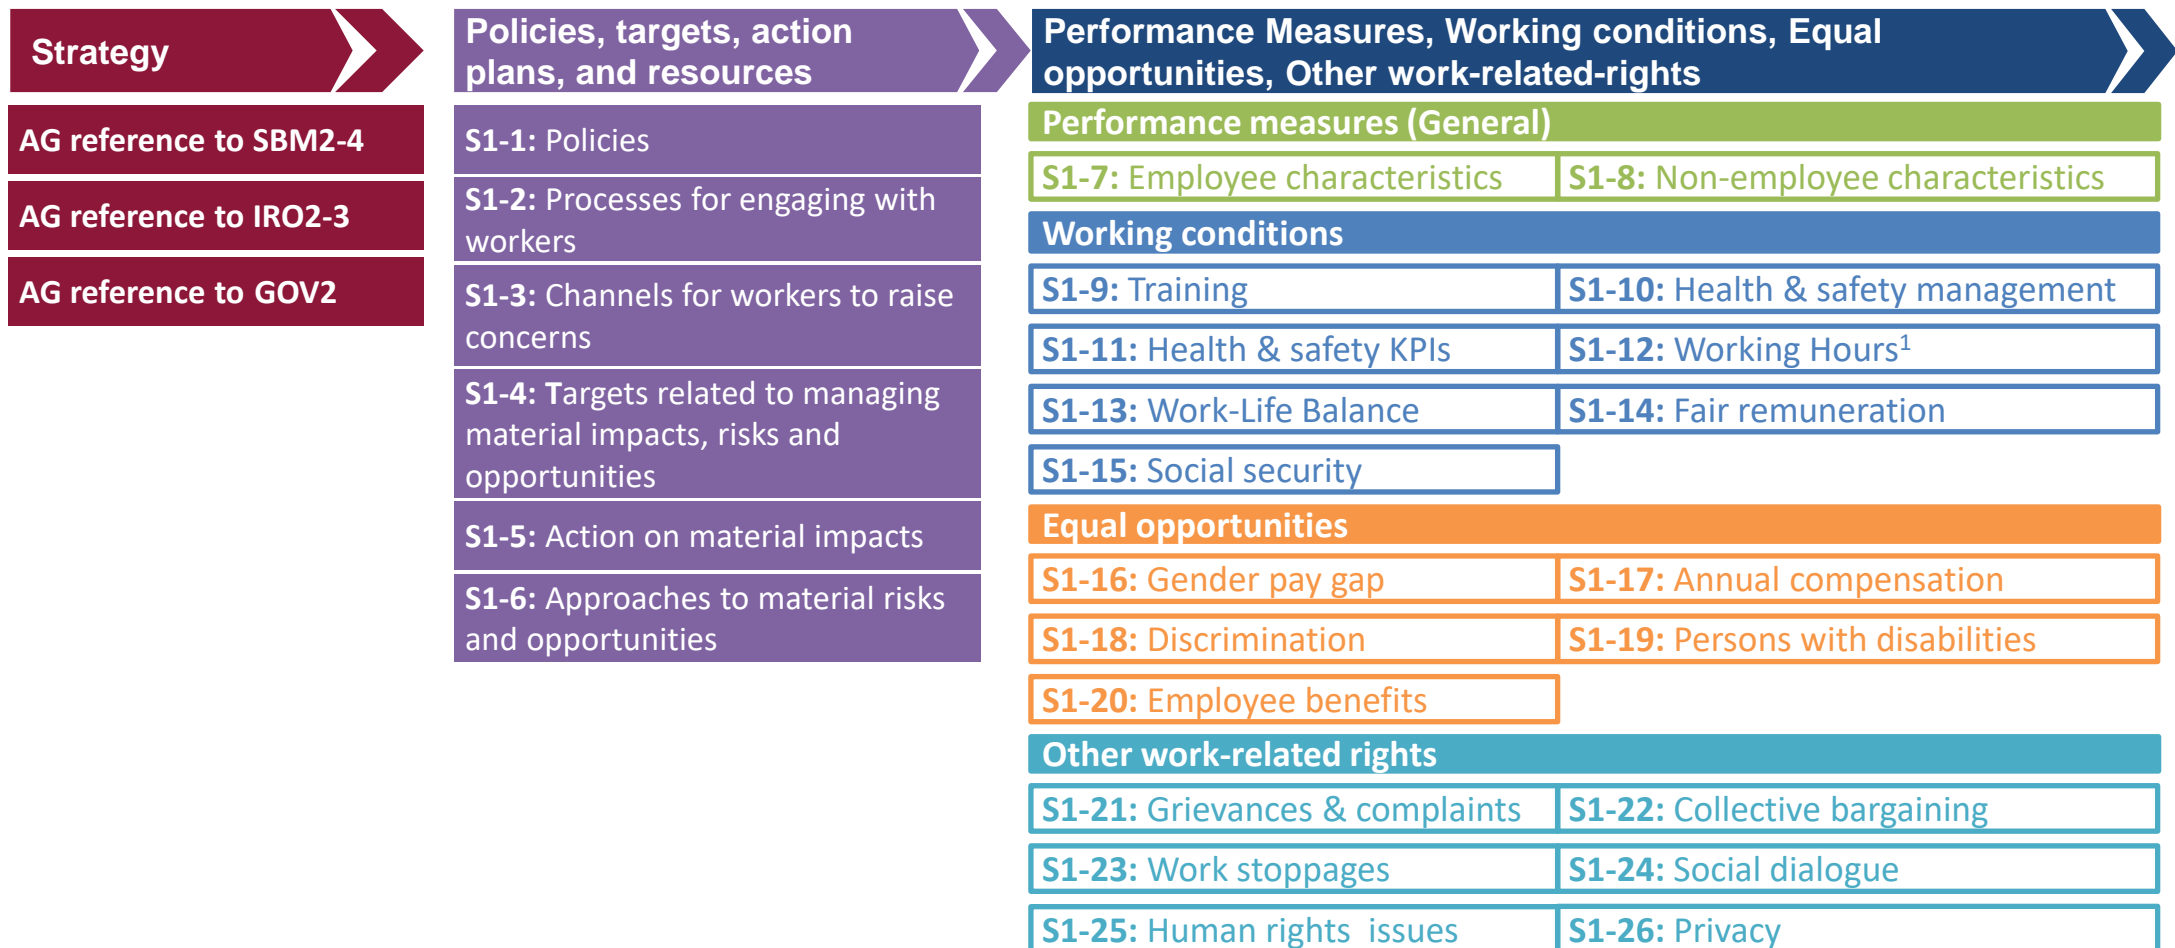 Strategy
AG reference to SBM2-4
AG reference to IRO2-3
AG reference to GOV2
Policies, targets, action
plans, and resources
S1-1: Policies
S1-2: Processes for engaging with
workers
S1-3: Channels for workers to raise
concerns
S1-4: Targets related to managing
material impacts, risks and
opportunities
S1-5: Action on material impacts
S1-6: Approaches to material risks
and opportunities
Performance Measures, Working conditions, Equal
opportunities, Other work-related-rights
Performance measures (General)
S1-7: Employee characteristics
S1-8: Non-employee characteristics
Working conditions
S1-9: Training
S1-10: Health & safety management
S1-11: Health & safety KPIs
S1-12: Working Hours¹
S1-13: Work-Life Balance
S1-14: Fair remuneration
S1-15: Social security
Equal opportunities
S1-16: Gender pay gap
S1-17: Annual compensation
S1-18: Discrimination
S1-19: Persons with disabilities
S1-20: Employee benefits
Other work-related rights
S1-21: Grievances & complaints
S1-22: Collective bargaining
S1-23: Work stoppages
S1-24: Social dialogue
S1-25: Human rights issues
S1-26: Privacy